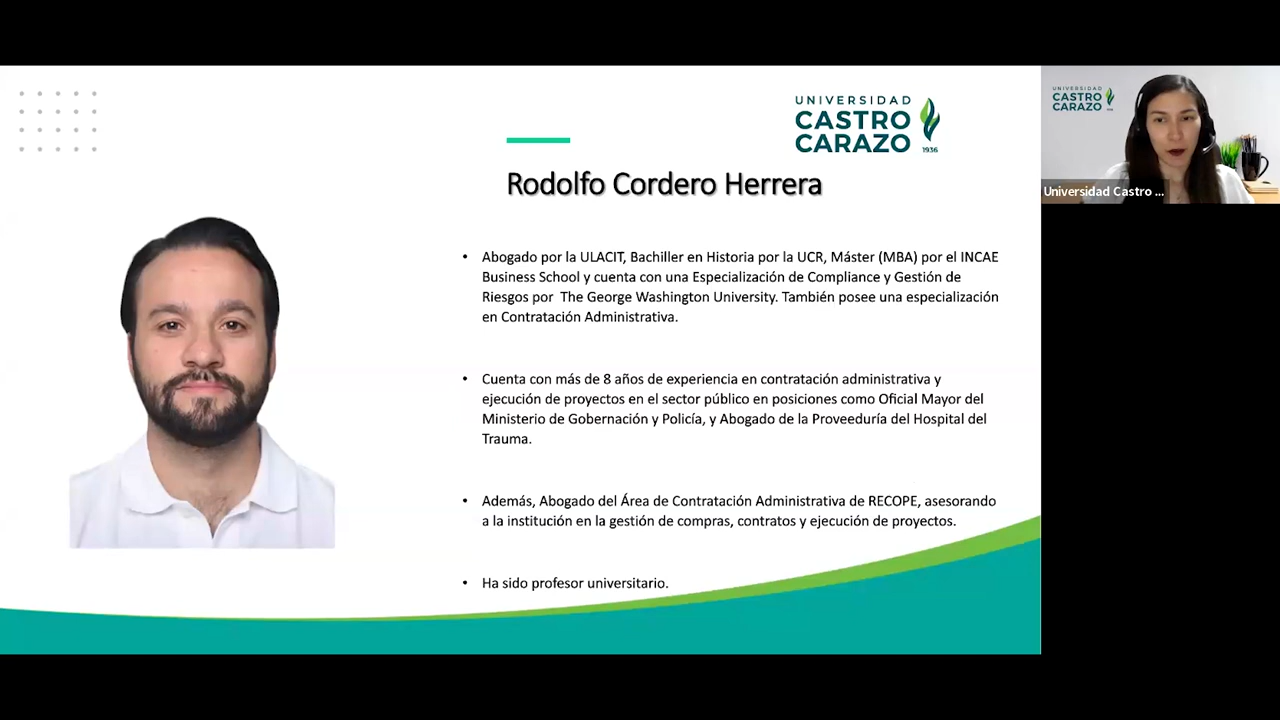 UNIVERSIDAD
CASTRO
CARAZO
1936
Rodolfo Cordero Herrera
• Abogado por la ULACIT, Bachiller en Historia por la UCR, Máster (MBA) por el INCAE
Business School y cuenta con una Especialización de Compliance y Gestión de
Riesgos por The George Washington University. También posee una especialización
en Contratación Administrativa.
• Cuenta con más de 8 años de experiencia en contratación administrativa y
ejecución de proyectos en el sector público en posiciones como Oficial Mayor del
Ministerio de Gobernación y Policía, y Abogado de la Proveeduría del Hospital del
Trauma.
• Además, Abogado del Área de Contratación Administrativa de RECOPE, asesorando
a la institución en la gestión de compras, contratos y ejecución de proyectos.
• Ha sido profesor universitario.
UNIVERSIDAD
CASTRO
CARAZO
Universidad Castro ...